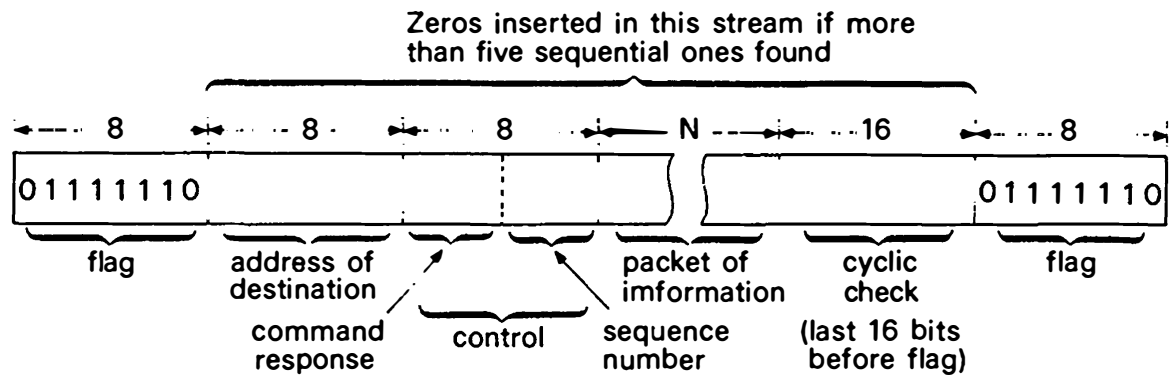 Zeros inserted in this stream if more
than five sequential ones found
8 8 8 N 16 8
01111110 01111110
flag address of destination packet of imformation cyclic check flag
command response control sequence number (last 16 bits before flag)